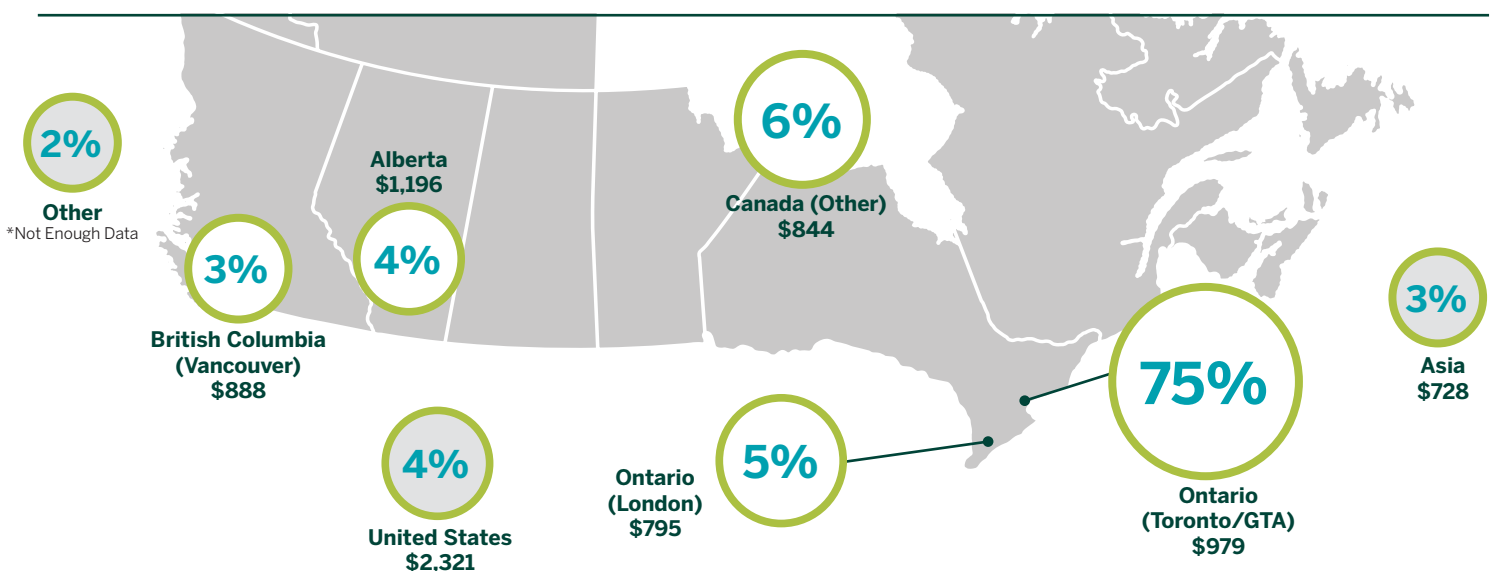 2%
Other
*Not Enough Data
3%
British Columbia
(Vancouver)
$888
Alberta
$1,196
4%
6%
Canada (Other)
$844
4%
United States
$2,321
Ontario
(London)
$795
5%
75%
Ontario
(Toronto/GTA)
$979
3%
Asia
$728